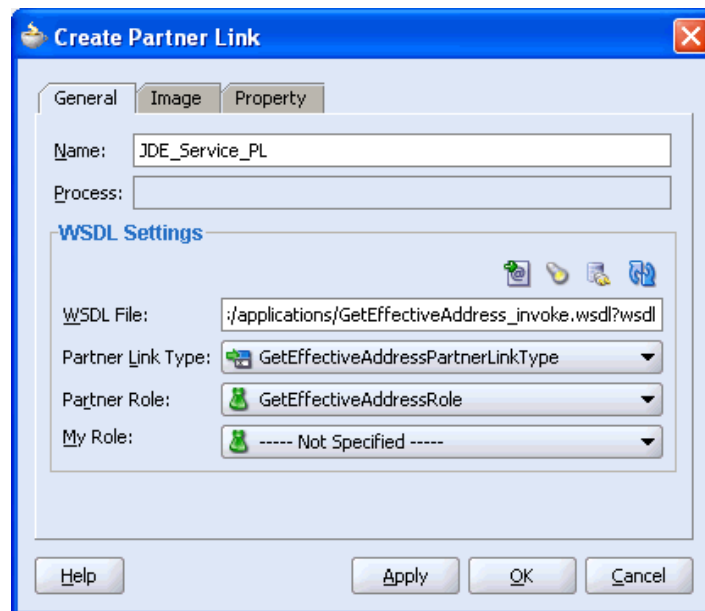 Create Partner Link
General Image Property
Name: JDE_Service_PL
Process:
WSDL Settings
WSDL File: :/applications/GetEffectiveAddress_invoke.wsdl?wsdl
Partner Link Type: GetEffectiveAddressPartnerLinkType
Partner Role: GetEffectiveAddressRole
My Role: ----- Not Specified -----
Help Apply OK Cancel